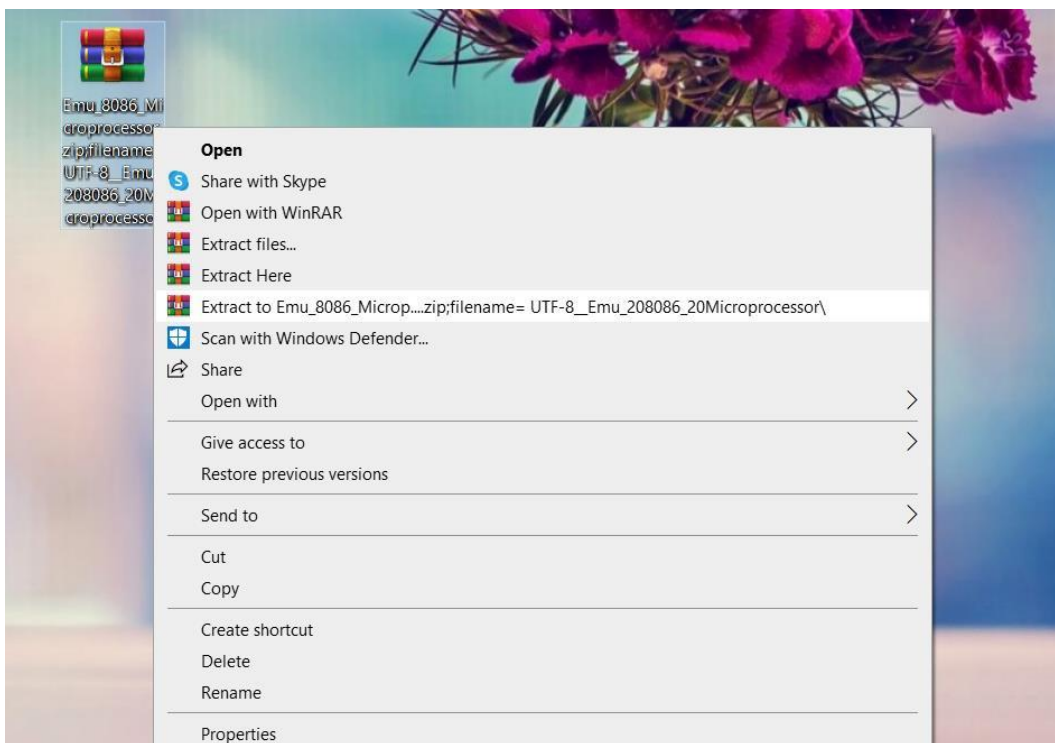 Emu_8086_Mi
croprocessor
zip;filename
UTF-8__Emu
208086_20M
croprocesso
Open
Share with Skype
Open with WinRAR
Extract files...
Extract Here
Extract to Emu_8086_Microp....zip;filename= UTF-8__Emu_208086_20Microprocessor\
Scan with Windows Defender...
Share
Open with
Give access to
Restore previous versions
Send to
Cut
Copy
Create shortcut
Delete
Rename
Properties